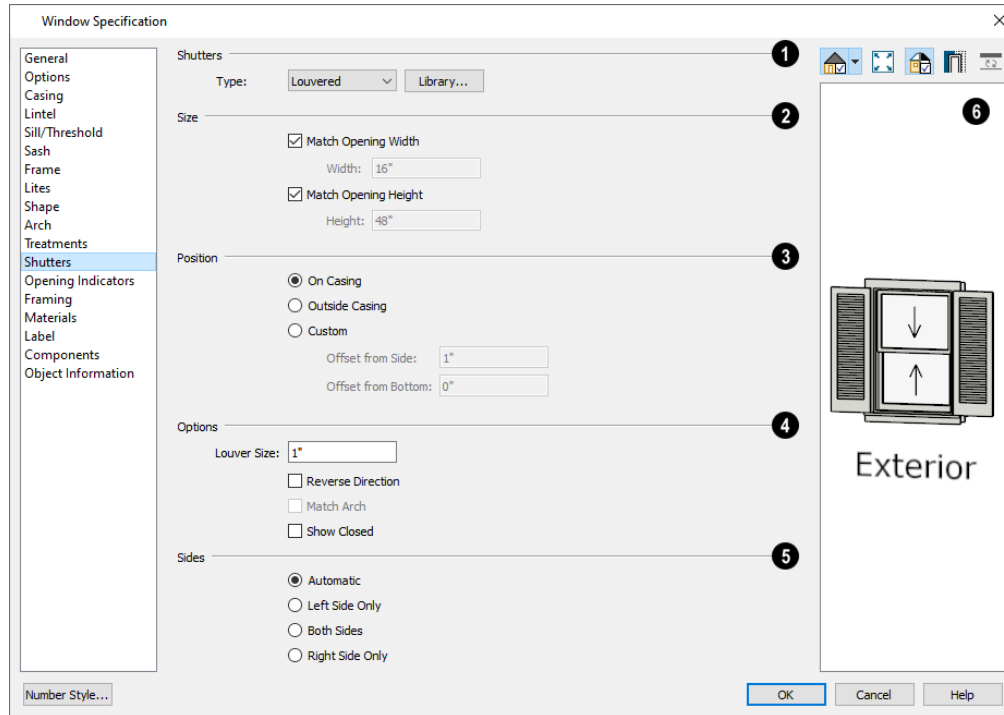 Window Specification
General
Options
Casing
Lintel
Sill/Threshold
Sash
Frame
Lites
Shape
Arch
Treatments
Shutters
Opening Indicators
Framing
Materials
Label
Components
Object Information
Shutters 1
Type: Louvered Library...
Size 2
Match Opening Width
Width: 16"
Match Opening Height
Height: 48"
Position 3
On Casing
Outside Casing
Custom
Offset from Side: 1"
Offset from Bottom: 0"
Options 4
Louver Size: 1"
Reverse Direction
Match Arch
Show Closed
Sides 5
Automatic
Left Side Only
Both Sides
Right Side Only
6
Exterior
Number Style... OK Cancel Help